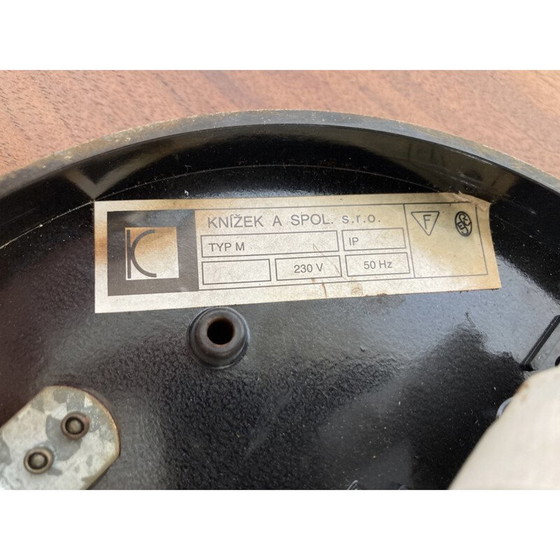 K
KNÍŽEK A SPOL. s.r.o.
TYP M
IP
230 V
50 Hz
F